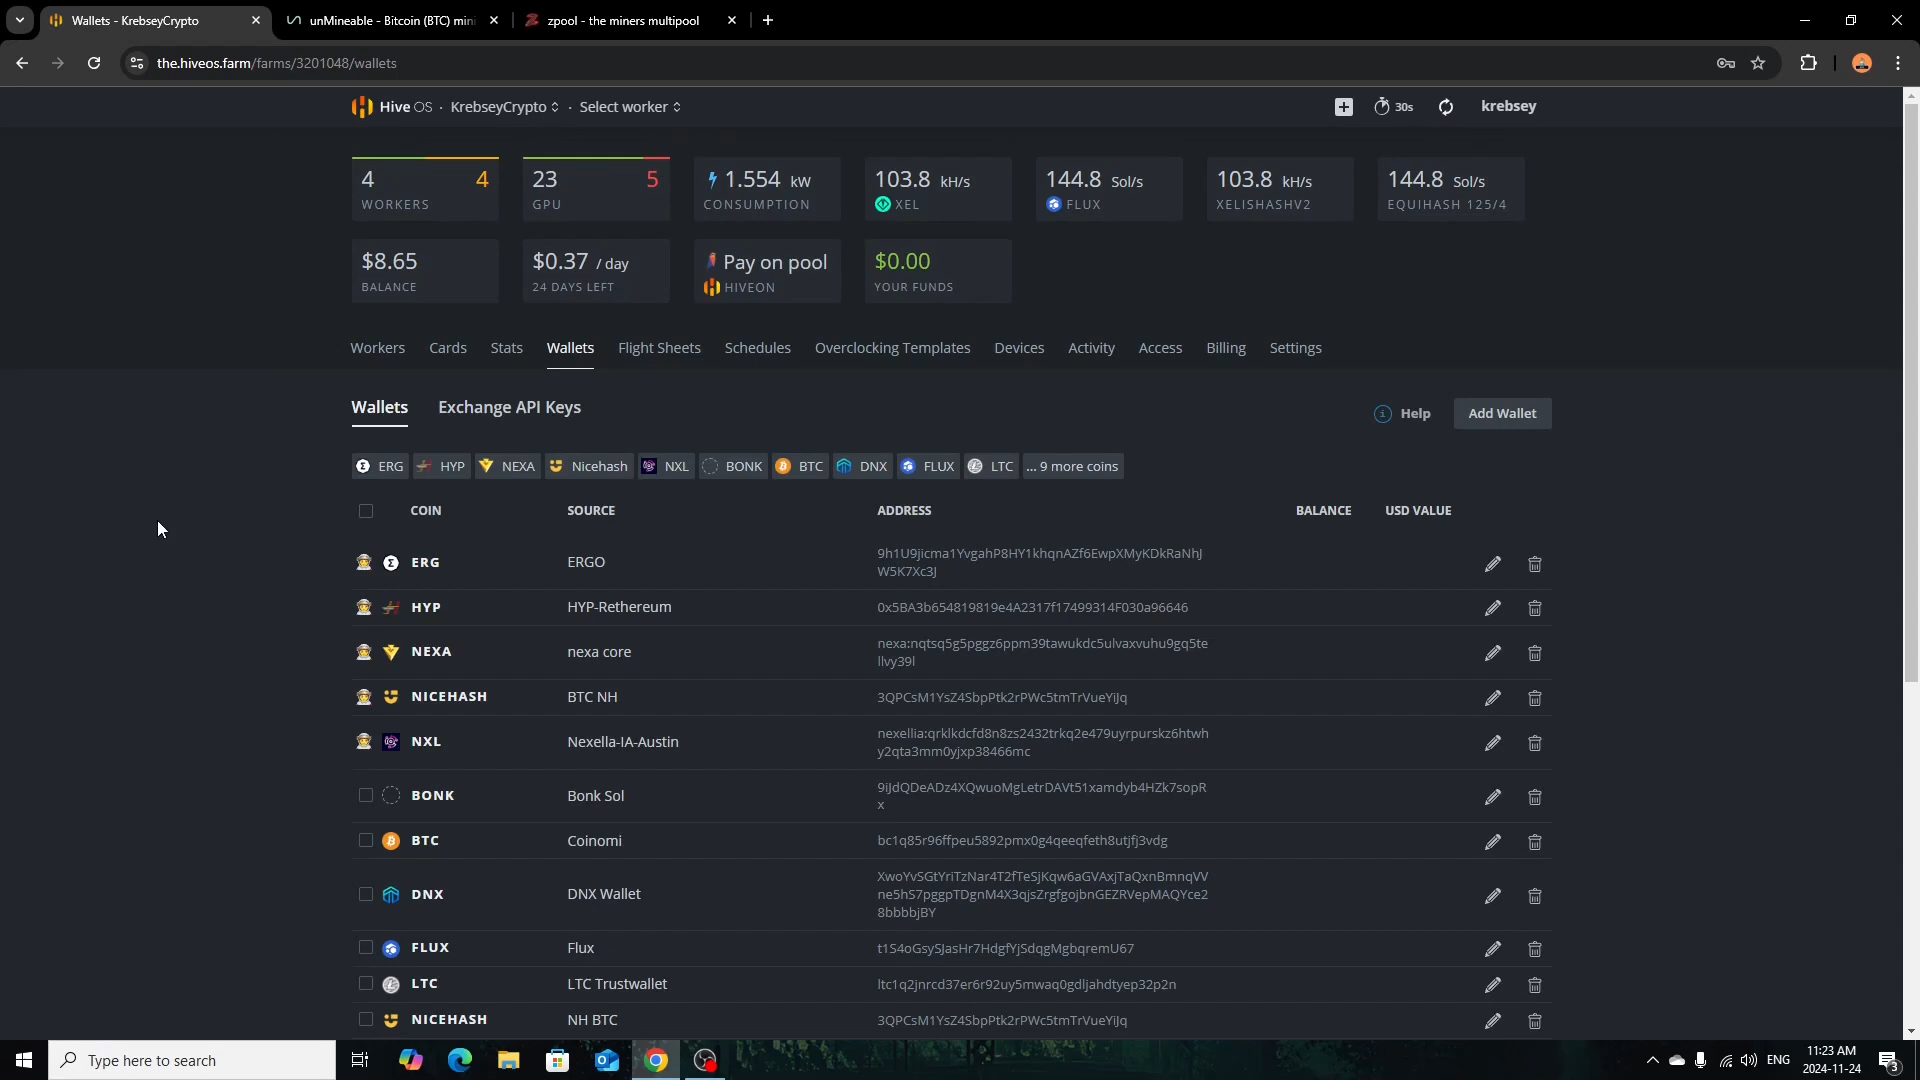 Wallets - KrebseyCrypto
unMineable - Bitcoin (BTC) min
zpool - the miners multipool
the.hiveos.farm/farms/3201048/wallets
Hive OS · KrebseyCrypto · Select worker
30s
krebsey
4 4
WORKERS
23 5
GPU
1.554 kW
CONSUMPTION
103.8 kH/s
XEL
144.8 Sol/s
FLUX
103.8 kH/s
XELISHASHV2
144.8 Sol/s
EQUIHASH 125/4
$8.65
BALANCE
$0.37 / day
24 DAYS LEFT
Pay on pool
HIVEON
$0.00
YOUR FUNDS
Workers Cards Stats Wallets Flight Sheets Schedules Overclocking Templates Devices Activity Access Billing Settings
Wallets Exchange API Keys
Help Add Wallet
ERG HYP NEXA Nicehash NXL BONK BTC DNX FLUX LTC ... 9 more coins
COIN SOURCE ADDRESS BALANCE USD VALUE
ERG ERGO 9h1U9jicma1YvgahP8HY1khqnAZf6EwpXMyKDkRaNhJ
W5K7Xc3J
HYP HYP-Rethereum 0x5BA3b654819819e4A2317f17499314F030a96646
NEXA nexa core nexa:nqtsq5g5pggz6ppm39tawukdc5ulvaxvuhu9gq5te
llvy39l
NICEHASH BTC NH 3QPCsM1YsZ4SbpPtk2rPWc5tmTrVueYiJq
NXL Nexella-IA-Austin nexellia:qrklkdcfd8n8zs2432trkq2e479uyrpurskz6htwh
y2qta3mm0yjxp38466mc
BONK Bonk Sol 9iJdQDeADz4XQwuoMgLetrDAVt51xamdyb4HZk7sopR
x
BTC Coinomi bc1q85r96ffpeu5892pmx0g4qeeqfeth8utjfj3vdg
DNX DNX Wallet XwoYvSGtYriTzNar4T2fTeSjKqw6aGVAxjTaQxnBmnqVV
ne5hS7pggpTDgnM4X3qjsZrgfgojbnGEZRVepMAQYce2
8bbbbjBY
FLUX Flux t1S4oGsySJasHr7HdgfYjSdqgMgbqremU67
LTC LTC Trustwallet ltc1q2jnrcd37er6r92uy5mwaq0gdljahdtyep32p2n
NICEHASH NH BTC 3QPCsM1YsZ4SbpPtk2rPWc5tmTrVueYiJq
Type here to search
ENG
11:23 AM
2024-11-24
3